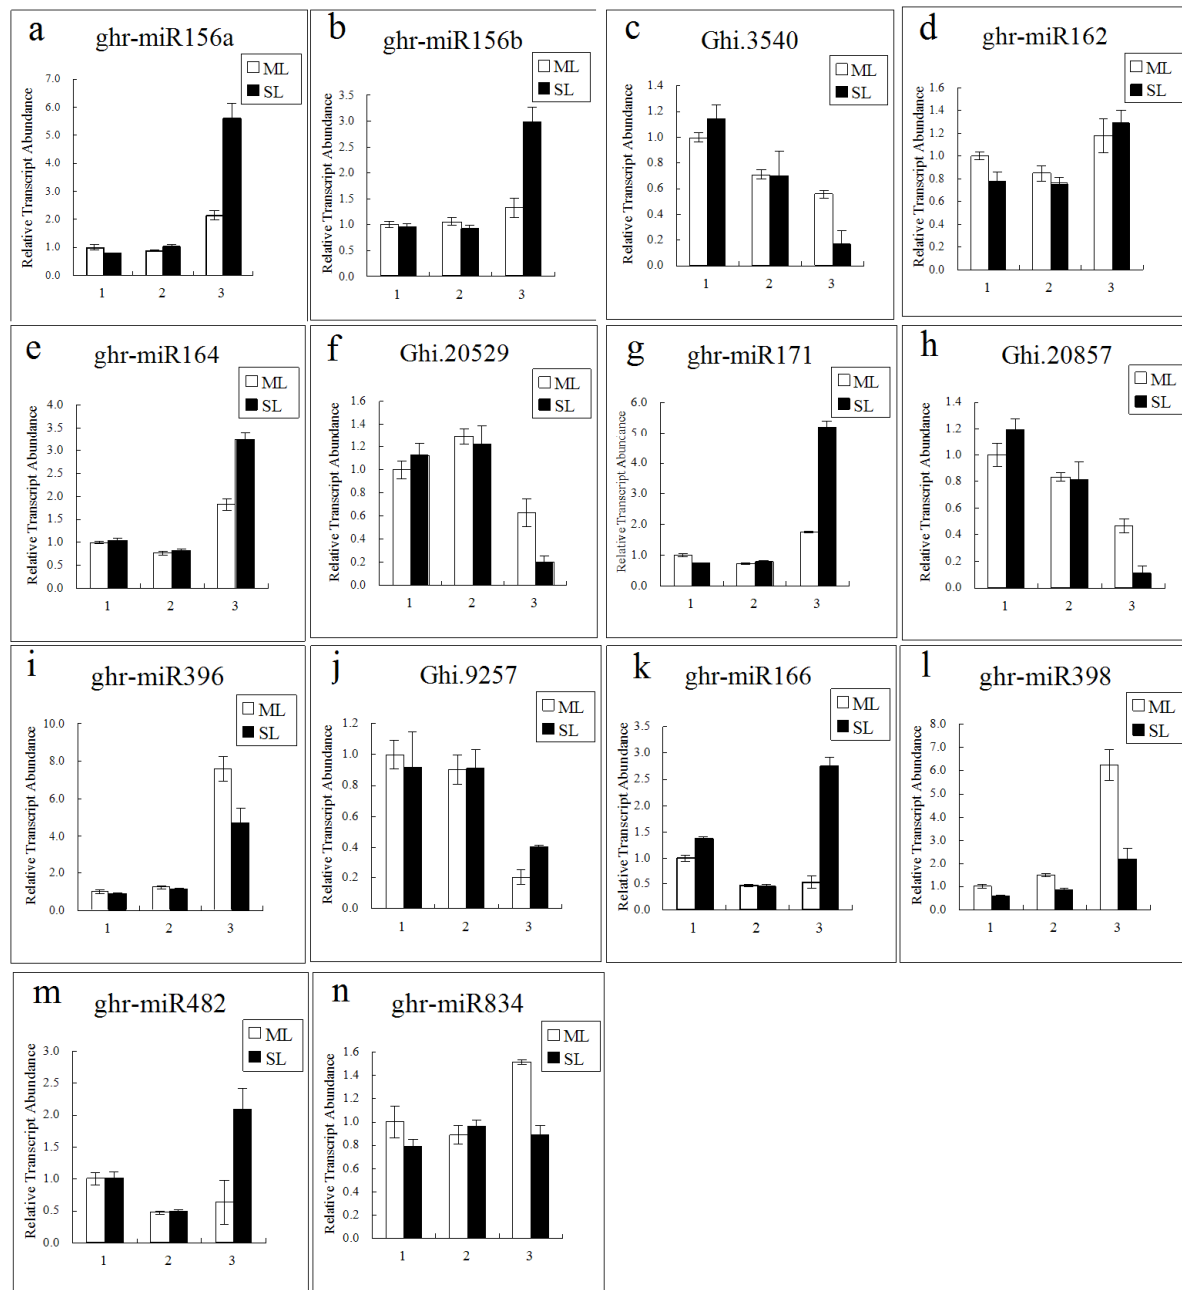 a
ghr-miR156a
ML
SL
Relative Transcript Abundance
7.0
6.0
5.0
4.0
3.0
2.0
1.0
0.0
1 2 3
b
ghr-miR156b
ML
SL
Relative Transcript Abundance
3.5
3.0
2.5
2.0
1.5
1.0
0.5
0.0
1 2 3
c
Ghi.3540
ML
SL
Relative Transcript Abundance
1.4
1.2
1.0
0.8
0.6
0.4
0.2
0.0
1 2 3
d
ghr-miR162
ML
SL
Relative Transcript Abundance
1.6
1.4
1.2
1.0
0.8
0.6
0.4
0.2
0.0
1 2 3
e
ghr-miR164
ML
SL
Relative Transcript Abundance
4.0
3.5
3.0
2.5
2.0
1.5
1.0
0.5
0.0
1 2 3
f
Ghi.20529
ML
SL
Relative Transcript Abundance
1.6
1.4
1.2
1.0
0.8
0.6
0.4
0.2
0.0
1 2 3
g
ghr-miR171
ML
SL
Relative Transcript Abundance
6.0
5.0
4.0
3.0
2.0
1.0
0.0
1 2 3
h
Ghi.20857
ML
SL
Relative Transcript Abundance
1.4
1.2
1.0
0.8
0.6
0.4
0.2
0.0
1 2 3
i
ghr-miR396
ML
SL
Relative Transcript Abundance
10.0
8.0
6.0
4.0
2.0
0.0
1 2 3
j
Ghi.9257
ML
SL
Relative Transcript Abundance
1.2
1.0
0.8
0.6
0.4
0.2
0.0
1 2 3
k
ghr-miR166
ML
SL
Relative Transcript Abundance
3.5
3.0
2.5
2.0
1.5
1.0
0.5
0.0
1 2 3
l
ghr-miR398
ML
SL
Relative Transcript Abundance
8.0
7.0
6.0
5.0
4.0
3.0
2.0
1.0
0.0
1 2 3
m
ghr-miR482
ML
SL
Relative Transcript Abundance
3.0
2.5
2.0
1.5
1.0
0.5
0.0
1 2 3
n
ghr-miR834
ML
SL
Relative Transcript Abundance
1.6
1.4
1.2
1.0
0.8
0.6
0.4
0.2
0.0
1 2 3